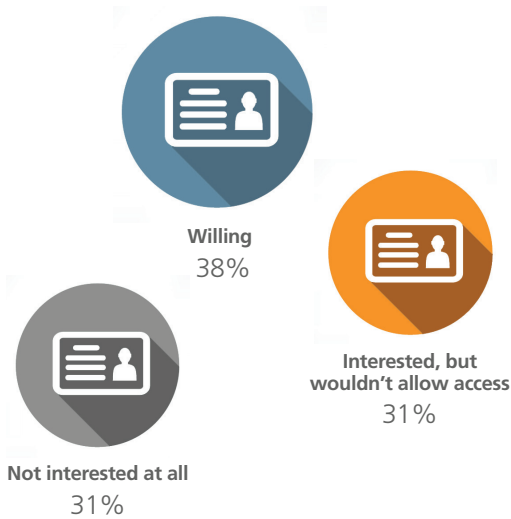 Willing
38%
Interested, but
wouldn't allow access
31%
Not interested at all
31%